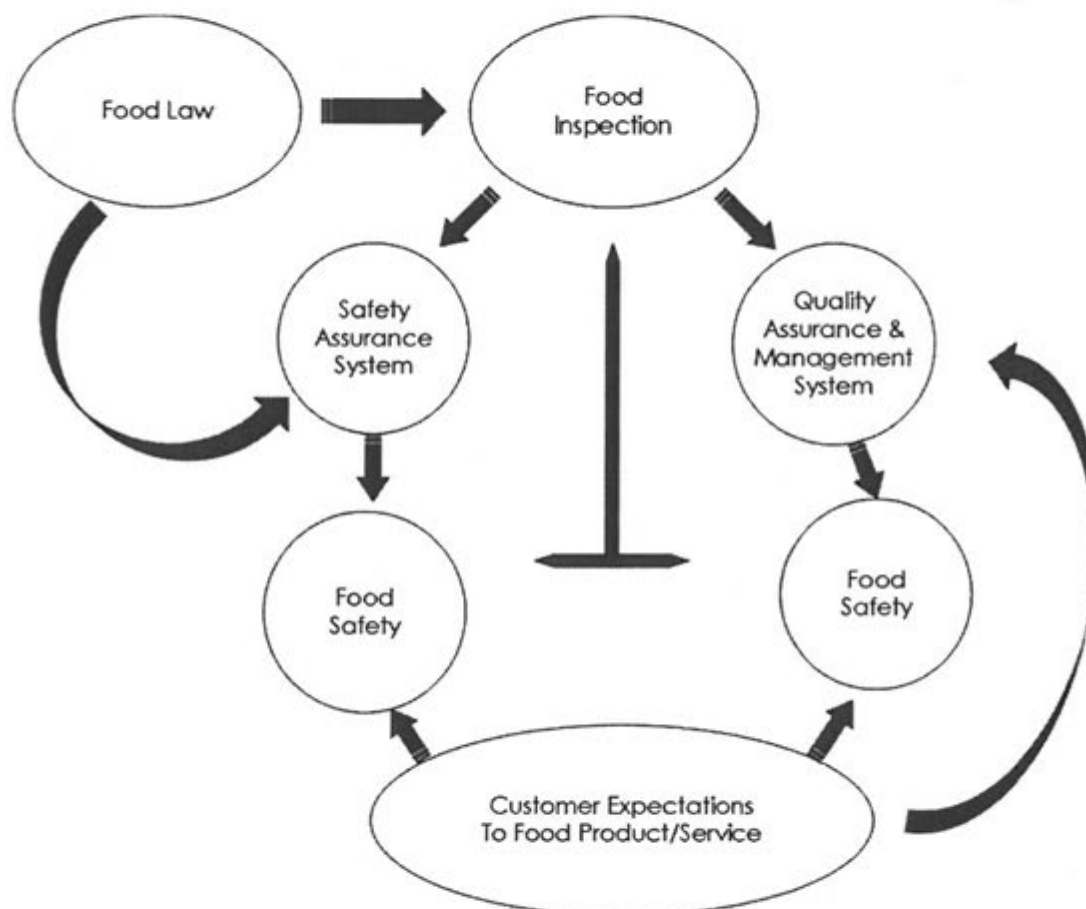 Food Law
Food
Inspection
Safety
Assurance
System
Quality
Assurance &
Management
System
Food
Safety
Food
Safety
Customer Expectations
To Food Product/Service